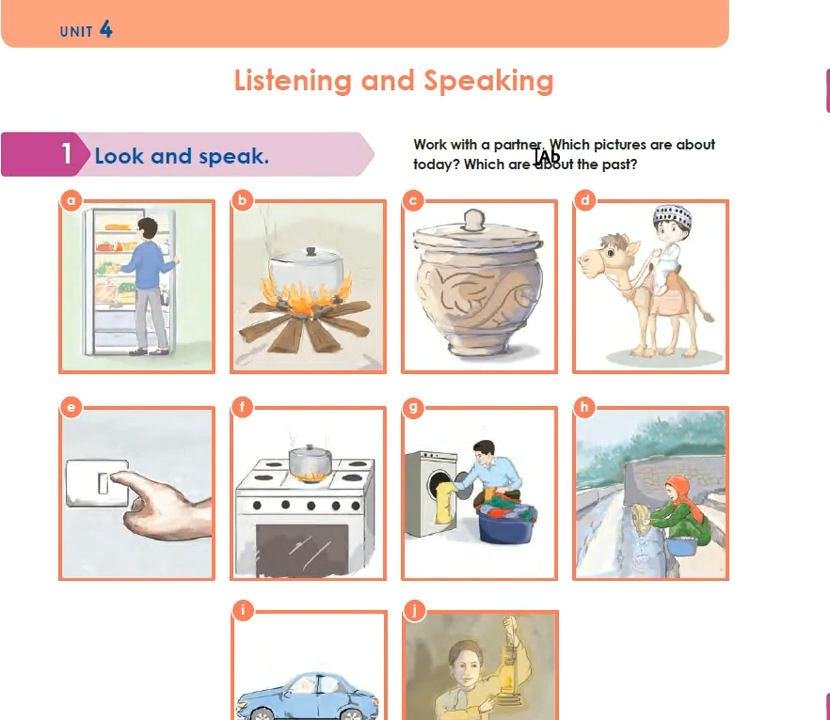 UNIT 4
Listening and Speaking
1 Look and speak.
Work with a partner. Which pictures are about
today? Which are about the past?
a
b
c
d
e
f
g
h
i
j